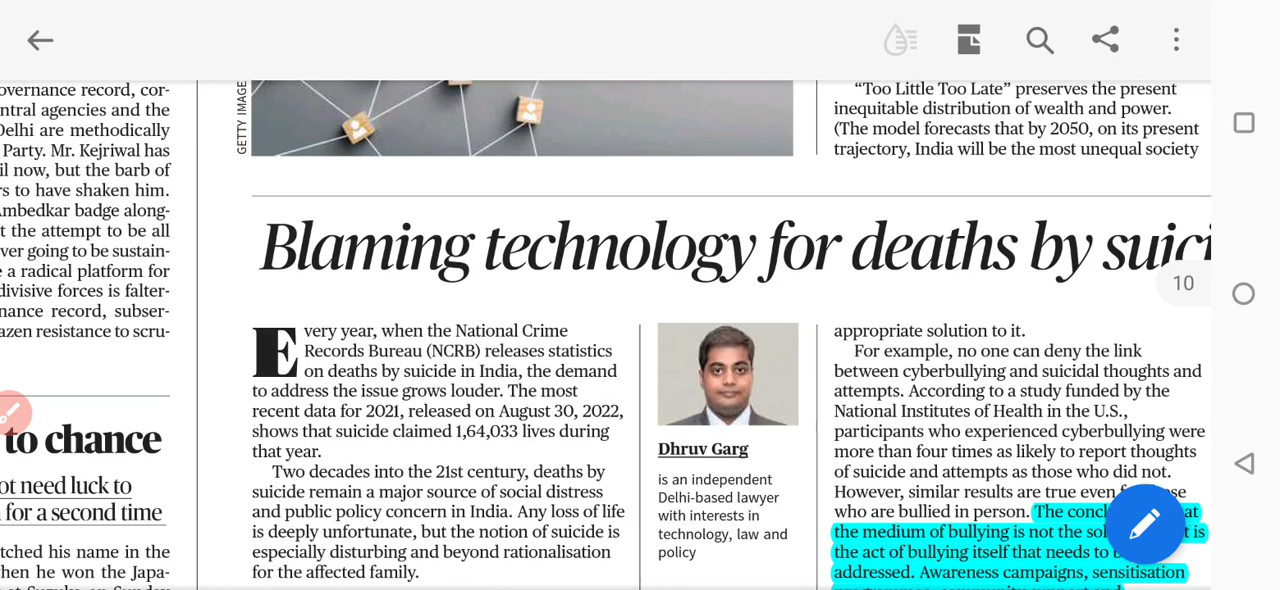 overnance record, cor-
ntral agencies and the
Delhi are methodically
Party. Mr. Kejriwal has
il now, but the barb of
rs to have shaken him.
Ambedkar badge along-
t the attempt to be all
ver going to be sustain-
e a radical platform for
divisive forces is falter-
nance record, subser-
azen resistance to scru-
to chance
ot need luck to
for a second time
tched his name in the
hen he won the Japa-
GETTY IMAGE
“Too Little Too Late” preserves the present
inequitable distribution of wealth and power.
(The model forecasts that by 2050, on its present
trajectory, India will be the most unequal society
Blaming technology for deaths by suici
10
Every year, when the National Crime
Records Bureau (NCRB) releases statistics
on deaths by suicide in India, the demand
to address the issue grows louder. The most
recent data for 2021, released on August 30, 2022,
shows that suicide claimed 1,64,033 lives during
that year.
Two decades into the 21st century, deaths by
suicide remain a major source of social distress
and public policy concern in India. Any loss of life
is deeply unfortunate, but the notion of suicide is
especially disturbing and beyond rationalisation
for the affected family.
Dhruv Garg
is an independent
Delhi-based lawyer
with interests in
technology, law and
policy
appropriate solution to it.
For example, no one can deny the link
between cyberbullying and suicidal thoughts and
attempts. According to a study funded by the
National Institutes of Health in the U.S.,
participants who experienced cyberbullying were
more than four times as likely to report thoughts
of suicide and attempts as those who did not.
However, similar results are true even
who are bullied in person. The concl at
the medium of bullying is not the so t is
the act of bullying itself that needs to
addressed. Awareness campaigns, sensitisation